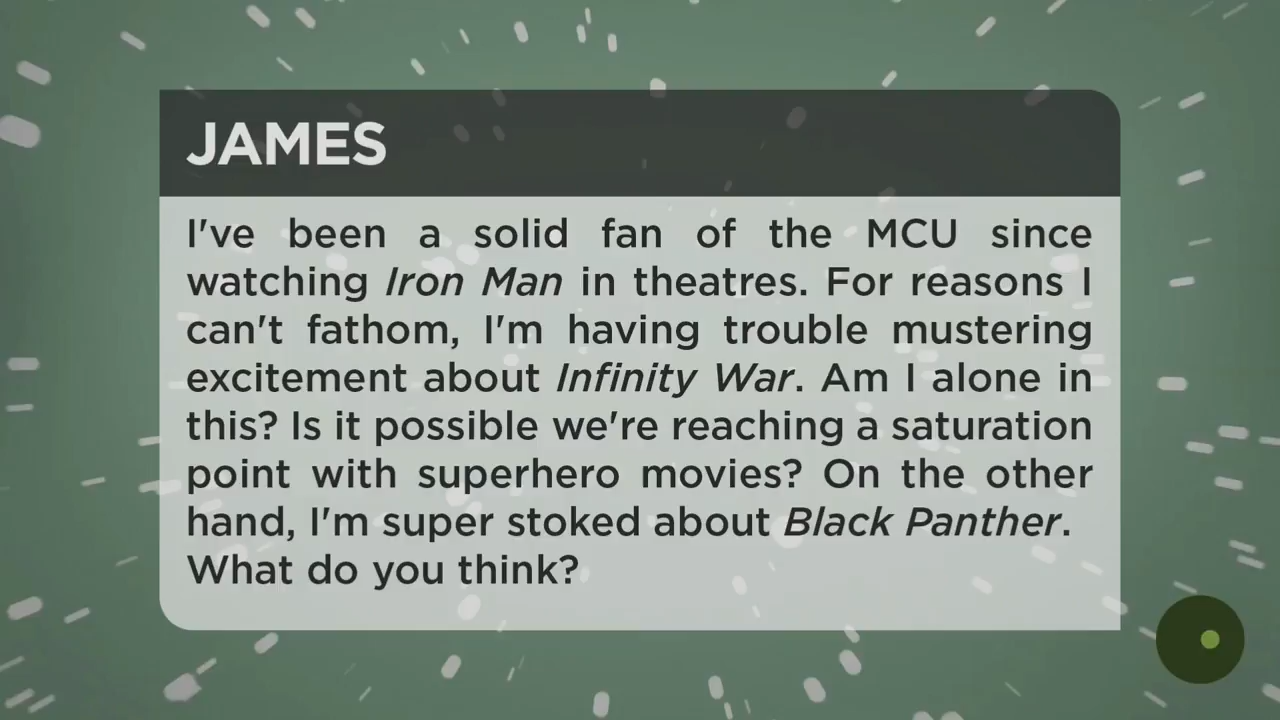 JAMES
I've been a solid fan of the MCU since
watching Iron Man in theatres. For reasons I
can't fathom, I'm having trouble mustering
excitement about Infinity War. Am I alone in
this? Is it possible we're reaching a saturation
point with superhero movies? On the other
hand, I'm super stoked about Black Panther.
What do you think?